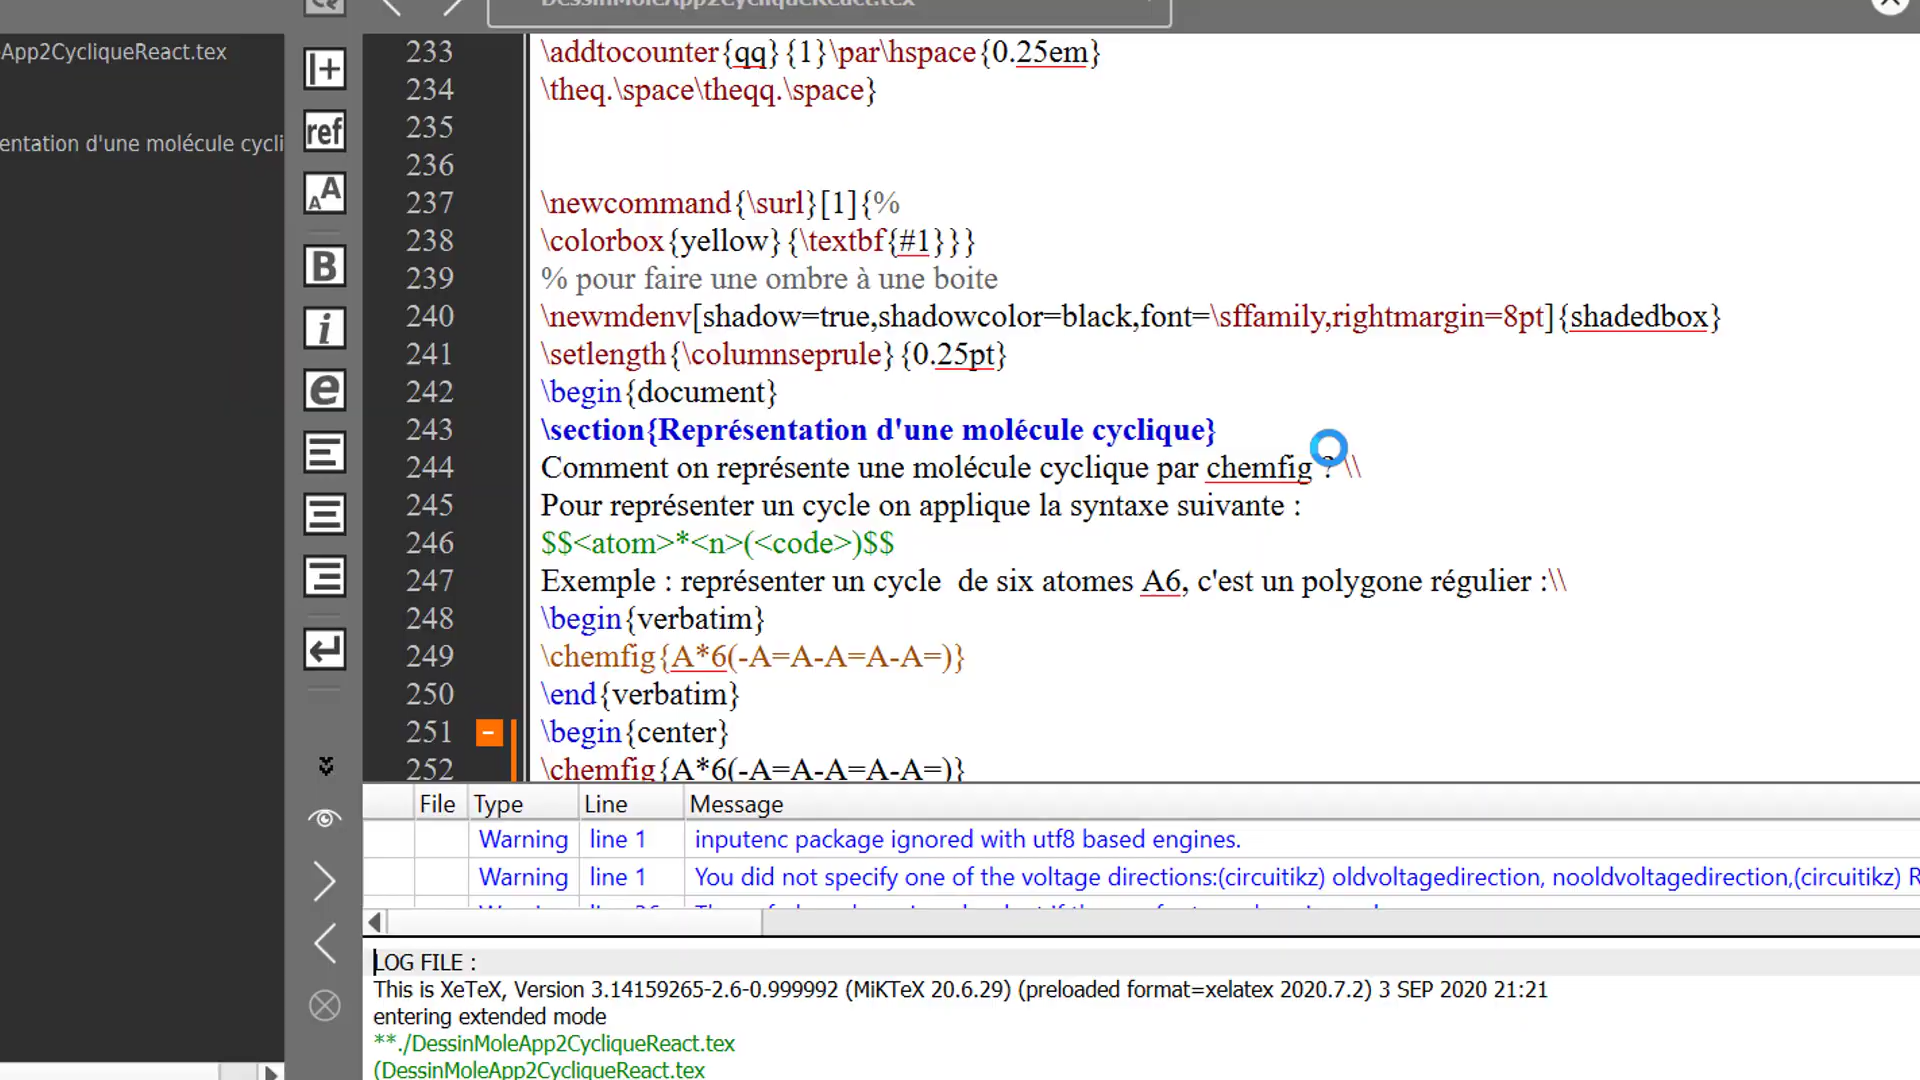 DessinMoleApp2CycliqueReact.tex
-App2CycliqueReact.tex
entation d'une molécule cycli
ref
AA
B
i
e
233 \addtocounter{qq}{1}\par\hspace{0.25em}
234 \theq.\space\theqq.\space}
235
236
237 \newcommand{\surl}[1]{%
238 \colorbox{yellow}{\textbf{#1}}}
239 % pour faire une ombre à une boite
240 \newmdenv[shadow=true,shadowcolor=black,font=\sffamily,rightmargin=8pt]{shadedbox}
241 \setlength{\columnseprule}{0.25pt}
242 \begin{document}
243 \section{Représentation d'une molécule cyclique}
244 Comment on représente une molécule cyclique par chemfig ? \\
245 Pour représenter un cycle on applique la syntaxe suivante :
246 $$<atom>*<n>(<code>)$$
247 Exemple : représenter un cycle  de six atomes A6, c'est un polygone régulier :\\
248 \begin{verbatim}
249 \chemfig{A*6(-A=A-A=A-A=)}
250 \end{verbatim}
251 \begin{center}
252 \chemfig{A*6(-A=A-A=A-A=)}
File Type Line Message
Warning line 1 inputenc package ignored with utf8 based engines.
Warning line 1 You did not specify one of the voltage directions:(circuitikz) oldvoltagedirection, nooldvoltagedirection,(circuitikz) R
LOG FILE :
This is XeTeX, Version 3.14159265-2.6-0.999992 (MiKTeX 20.6.29) (preloaded format=xelatex 2020.7.2) 3 SEP 2020 21:21
entering extended mode
**./DessinMoleApp2CycliqueReact.tex
(DessinMoleApp2CycliqueReact.tex